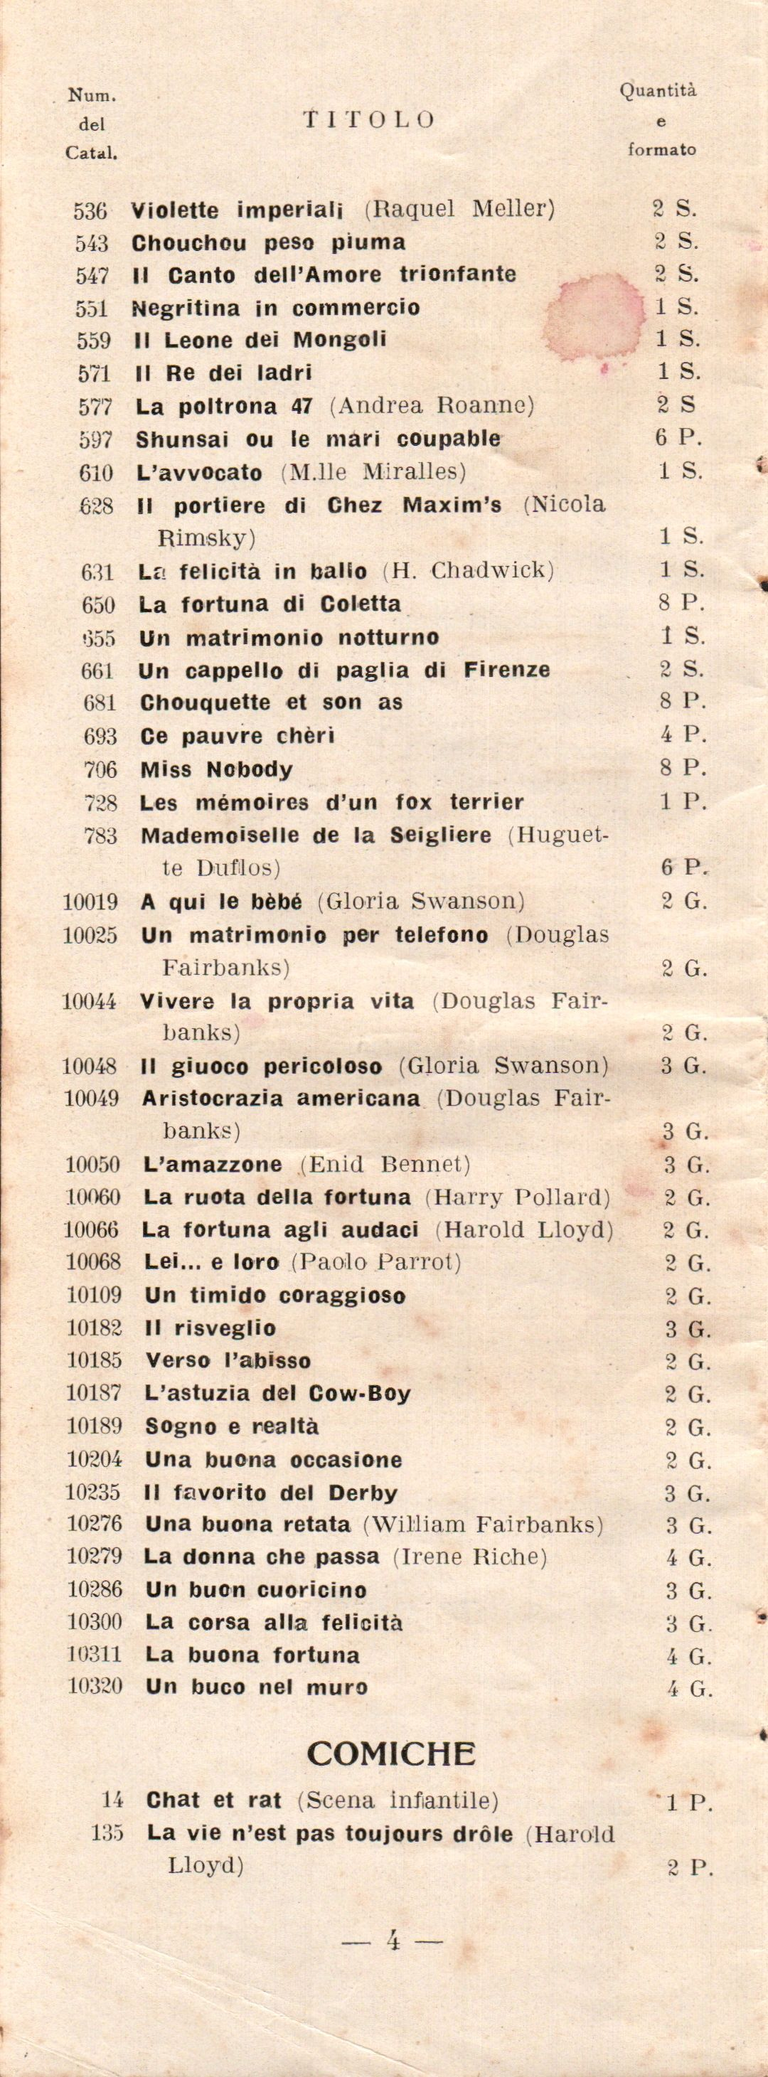 Num. del Catal. TITOLO Quantità e formato
536 Violette imperiali (Raquel Meller) 2 S.
543 Chouchou peso piuma 2 S.
547 Il Canto dell'Amore trionfante 2 S.
551 Negritina in commercio 1 S.
559 Il Leone dei Mongoli 1 S.
571 Il Re dei ladri 1 S.
577 La poltrona 47 (Andrea Roanne) 2 S
597 Shunsai ou le mari coupable 6 P.
610 L'avvocato (M.lle Miralles) 1 S.
628 Il portiere di Chez Maxim's (Nicola
Rimsky) 1 S.
631 La felicità in ballo (H. Chadwick) 1 S.
650 La fortuna di Coletta 8 P.
655 Un matrimonio notturno 1 S.
661 Un cappello di paglia di Firenze 2 S.
681 Chouquette et son as 8 P.
693 Ce pauvre chèri 4 P.
706 Miss Nobody 8 P.
728 Les mémoires d'un fox terrier 1 P.
783 Mademoiselle de la Seigliere (Huguet-
te Duflos) 6 P.
10019 A qui le bèbé (Gloria Swanson) 2 G.
10025 Un matrimonio per telefono (Douglas
Fairbanks) 2 G.
10044 Vivere la propria vita (Douglas Fair-
banks) 2 G.
10048 Il giuoco pericoloso (Gloria Swanson) 3 G.
10049 Aristocrazia americana (Douglas Fair-
banks) 3 G.
10050 L'amazzone (Enid Bennet) 3 G.
10060 La ruota della fortuna (Harry Pollard) 2 G.
10066 La fortuna agli audaci (Harold Lloyd) 2 G.
10068 Lei... e loro (Paolo Parrot) 2 G.
10109 Un timido coraggioso 2 G.
10182 Il risveglio 3 G.
10185 Verso l'abisso 2 G.
10187 L'astuzia del Cow-Boy 2 G.
10189 Sogno e realtà 2 G.
10204 Una buona occasione 2 G.
10235 Il favorito del Derby 3 G.
10276 Una buona retata (William Fairbanks) 3 G.
10279 La donna che passa (Irene Riche) 4 G.
10286 Un buon cuoricino 3 G.
10300 La corsa alla felicità 3 G.
10311 La buona fortuna 4 G.
10320 Un buco nel muro 4 G.
COMICHE
14 Chat et rat (Scena infantile) 1 P.
135 La vie n'est pas toujours drôle (Harold
Lloyd) 2 P.
— 4 —